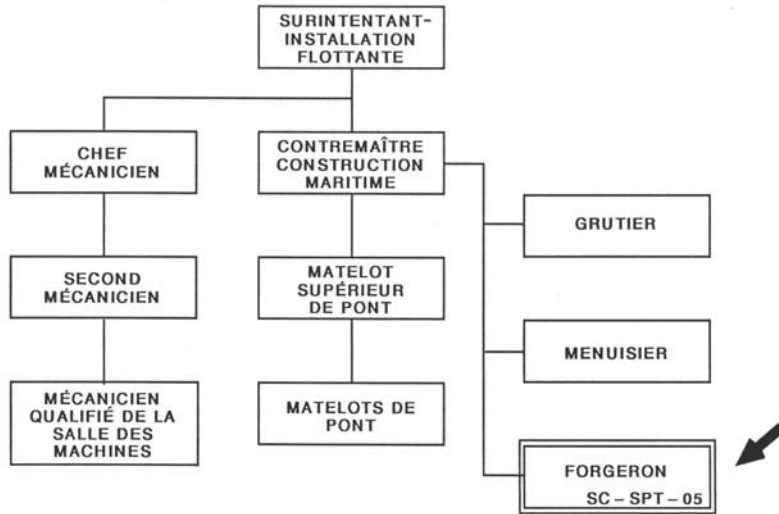 SURINTENTANT-
INSTALLATION
FLOTTANTE
CHEF
MÉCANICIEN
CONTREMAÎTRE
CONSTRUCTION
MARITIME
GRUTIER
SECOND
MÉCANICIEN
MATELOT
SUPÉRIEUR
DE PONT
MENUISIER
MÉCANICIEN
QUALIFIÉ DE LA
SALLE DES
MACHINES
MATELOTS DE
PONT
FORGERON
SC – SPT – 05